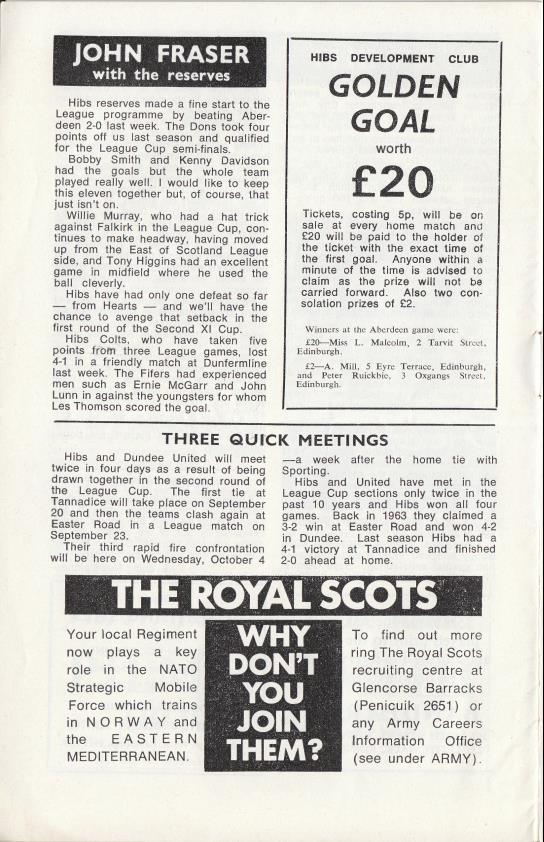 JOHN FRASER
with the reserves
Hibs reserves made a fine start to the
League programme by beating Aber-
deen 2-0 last week. The Dons took four
points off us last season and qualified
for the League Cup semi-finals.
Bobby Smith and Kenny Davidson
had the goals but the whole team
played really well. I would like to keep
this eleven together but, of course, that
just isn't on.
Willie Murray, who had a hat trick
against Falkirk in the League Cup, con-
tinues to make headway, having moved
up from the East of Scotland League
side, and Tony Higgins had an excellent
game in midfield where he used the
ball cleverly.
Hibs have had only one defeat so far
— from Hearts — and we'll have the
chance to avenge that setback in the
first round of the Second XI Cup.
Hibs Colts, who have taken five
points from three League games, lost
4-1 in a friendly match at Dunfermline
last week. The Fifers had experienced
men such as Ernie McGarr and John
Lunn in against the youngsters for whom
Les Thomson scored the goal.
HIBS DEVELOPMENT CLUB
GOLDEN
GOAL
worth
£20
Tickets, costing 5p, will be on
sale at every home match and
£20 will be paid to the holder of
the ticket with the exact time of
the first goal. Anyone within a
minute of the time is advised to
claim as the prize will not be
carried forward. Also two con-
solation prizes of £2.
Winners at the Aberdeen game were:
£20—Miss L. Malcolm, 2 Tarvit Street,
Edinburgh.
£2—A. Mill, 5 Eyre Terrace, Edinburgh,
and Peter Ruickbie, 3 Oxgangs Street,
Edinburgh.
THREE QUICK MEETINGS
Hibs and Dundee United will meet
twice in four days as a result of being
drawn together in the second round of
the League Cup. The first tie at
Tannadice will take place on September
20 and then the teams clash again at
Easter Road in a League match on
September 23.
Their third rapid fire confrontation
will be here on Wednesday, October 4
—a week after the home tie with
Sporting.
Hibs and United have met in the
League Cup sections only twice in the
past 10 years and Hibs won all four
games. Back in 1963 they claimed a
3-2 win at Easter Road and won 4-2
in Dundee. Last season Hibs had a
4-1 victory at Tannadice and finished
2-0 ahead at home.
THE ROYAL SCOTS
Your local Regiment
now plays a key
role in the NATO
Strategic Mobile
Force which trains
in NORWAY and
the EASTERN
MEDITERRANEAN.
WHY
DON'T
YOU
JOIN
THEM?
To find out more
ring The Royal Scots
recruiting centre at
Glencorse Barracks
(Penicuik 2651) or
any Army Careers
Information Office
(see under ARMY).